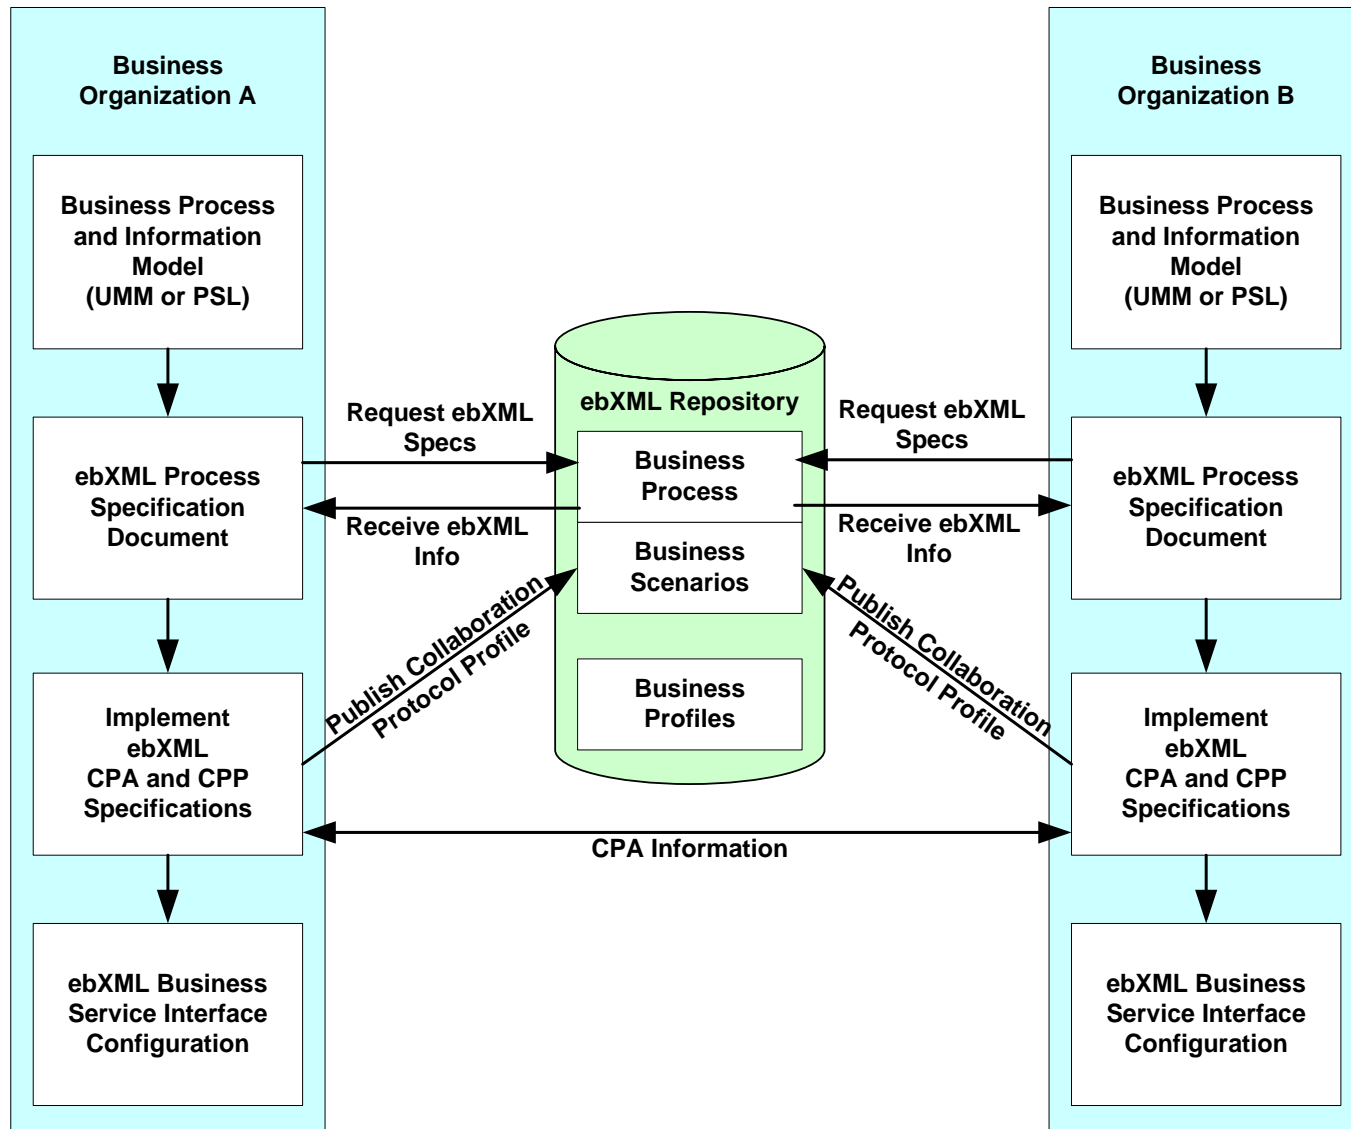 Business
Organization A
Business Process
and Information
Model
(UMM or PSL)
ebXML Process
Specification
Document
Implement
ebXML
CPA and CPP
Specifications
ebXML Business
Service Interface
Configuration
Request ebXML
Specs
Receive ebXML
Info
Publish Collaboration
Protocol Profile
ebXML Repository
Business
Process
Business
Scenarios
Business
Profiles
CPA Information
Request ebXML
Specs
Receive ebXML
Info
Publish Collaboration
Protocol Profile
Business
Organization B
Business Process
and Information
Model
(UMM or PSL)
ebXML Process
Specification
Document
Implement
ebXML
CPA and CPP
Specifications
ebXML Business
Service Interface
Configuration